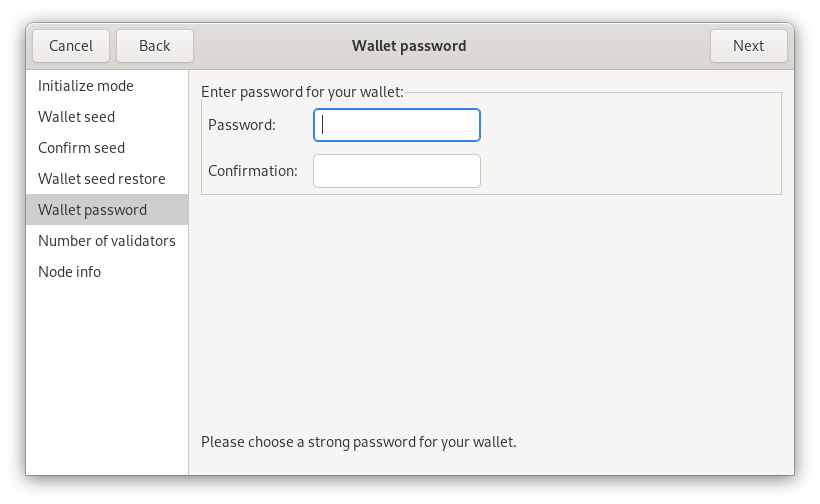 Cancel Back Wallet password Next
Initialize mode
Wallet seed
Confirm seed
Wallet seed restore
Wallet password
Number of validators
Node info
Enter password for your wallet:
Password:
Confirmation:
Please choose a strong password for your wallet.